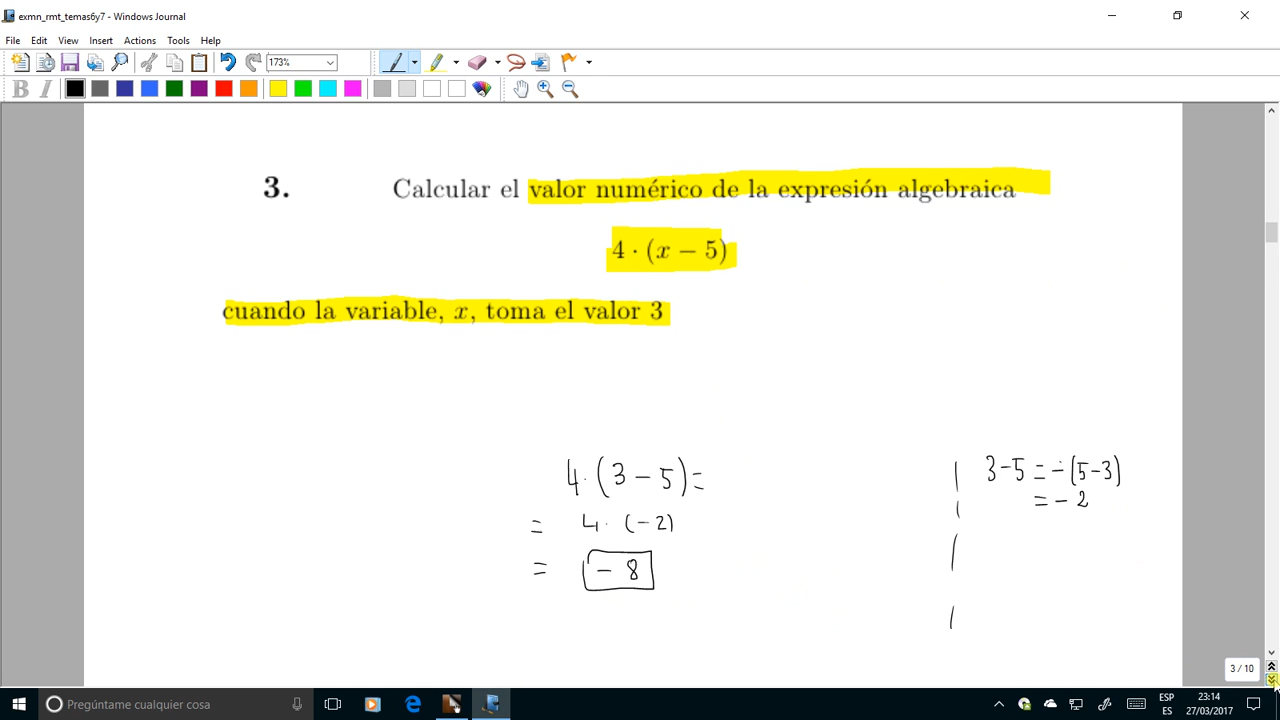 exmn_rmt_temas6y7 - Windows Journal
File Edit View Insert Actions Tools Help
173%
B I
3. Calcular el valor numérico de la expresión algebraica
4 · (x − 5)
cuando la variable, x, toma el valor 3
4·(3−5)=
= 4·(−2)
= −8
3−5 = −(5−3)
= −2
3 / 10
Pregúntame cualquier cosa
ESP
ES
23:14
27/03/2017